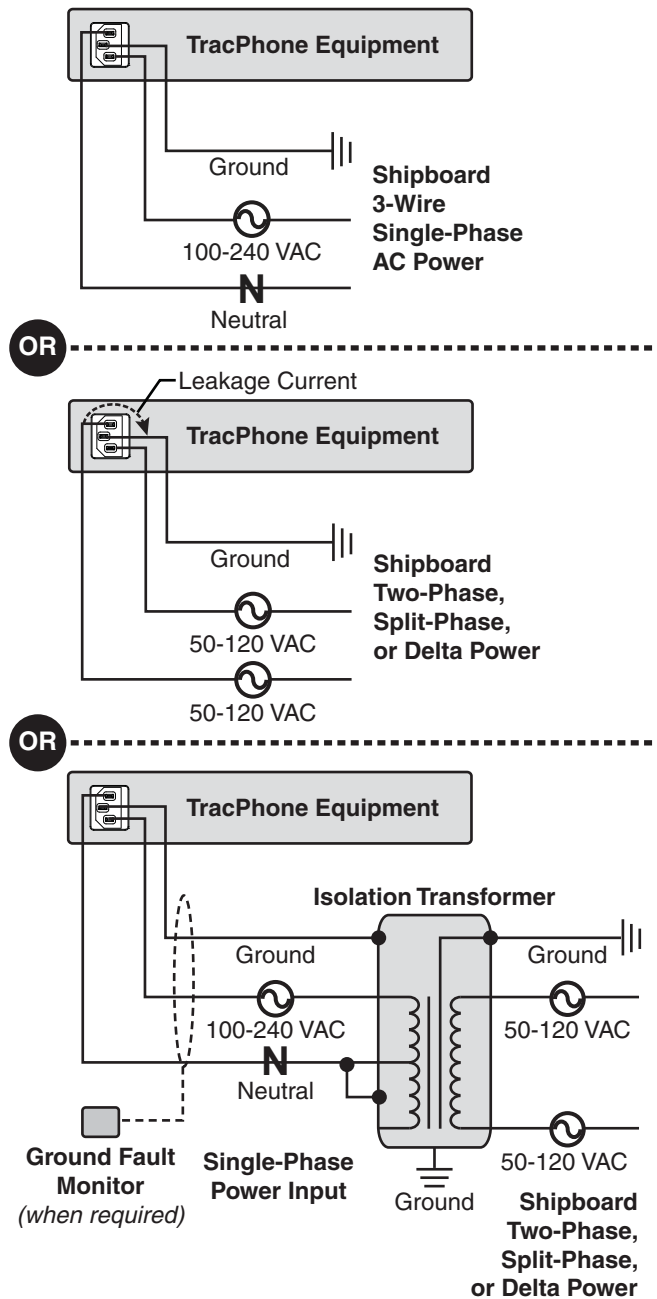 TracPhone Equipment
Ground
Shipboard
3-Wire
Single-Phase
AC Power
100-240 VAC
N
Neutral
OR
Leakage Current
TracPhone Equipment
Ground
Shipboard
Two-Phase,
Split-Phase,
or Delta Power
50-120 VAC
50-120 VAC
OR
TracPhone Equipment
Isolation Transformer
Ground
Ground
100-240 VAC
50-120 VAC
N
Neutral
Ground Fault
Monitor
(when required)
Single-Phase
Power Input
Ground
50-120 VAC
Shipboard
Two-Phase,
Split-Phase,
or Delta Power